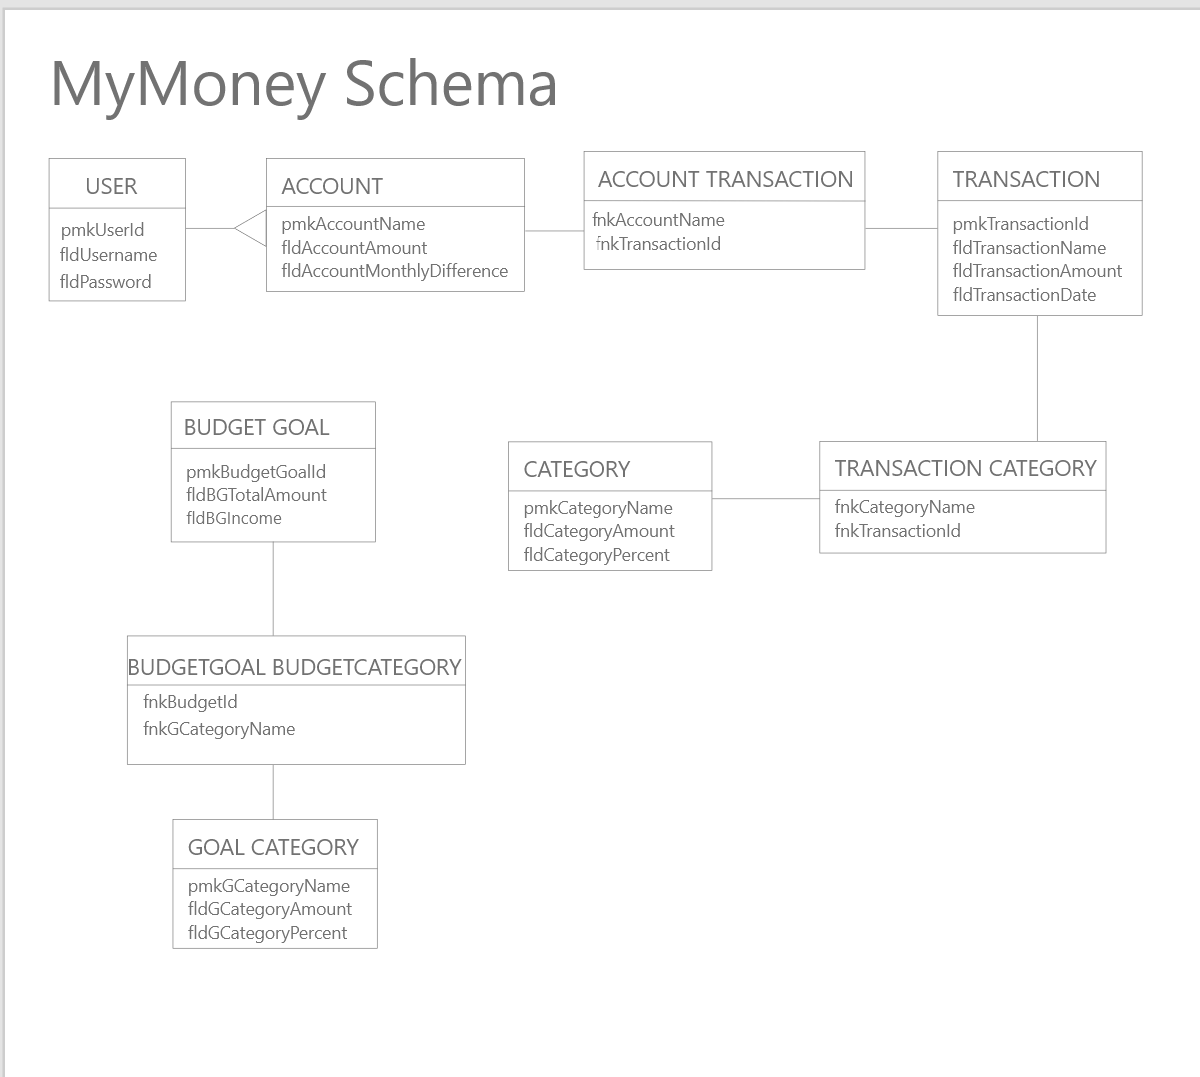 MyMoney Schema
USER
pmkUserId
fldUsername
fldPassword
ACCOUNT
pmkAccountName
fldAccountAmount
fldAccountMonthlyDifference
ACCOUNT TRANSACTION
fnkAccountName
fnkTransactionId
TRANSACTION
pmkTransactionId
fldTransactionName
fldTransactionAmount
fldTransactionDate
BUDGET GOAL
pmkBudgetGoalId
fldBGTotalAmount
fldBGIncome
CATEGORY
pmkCategoryName
fldCategoryAmount
fldCategoryPercent
TRANSACTION CATEGORY
fnkCategoryName
fnkTransactionId
BUDGETGOAL BUDGETCATEGORY
fnkBudgetId
fnkGCategoryName
GOAL CATEGORY
pmkGCategoryName
fldGCategoryAmount
fldGCategoryPercent